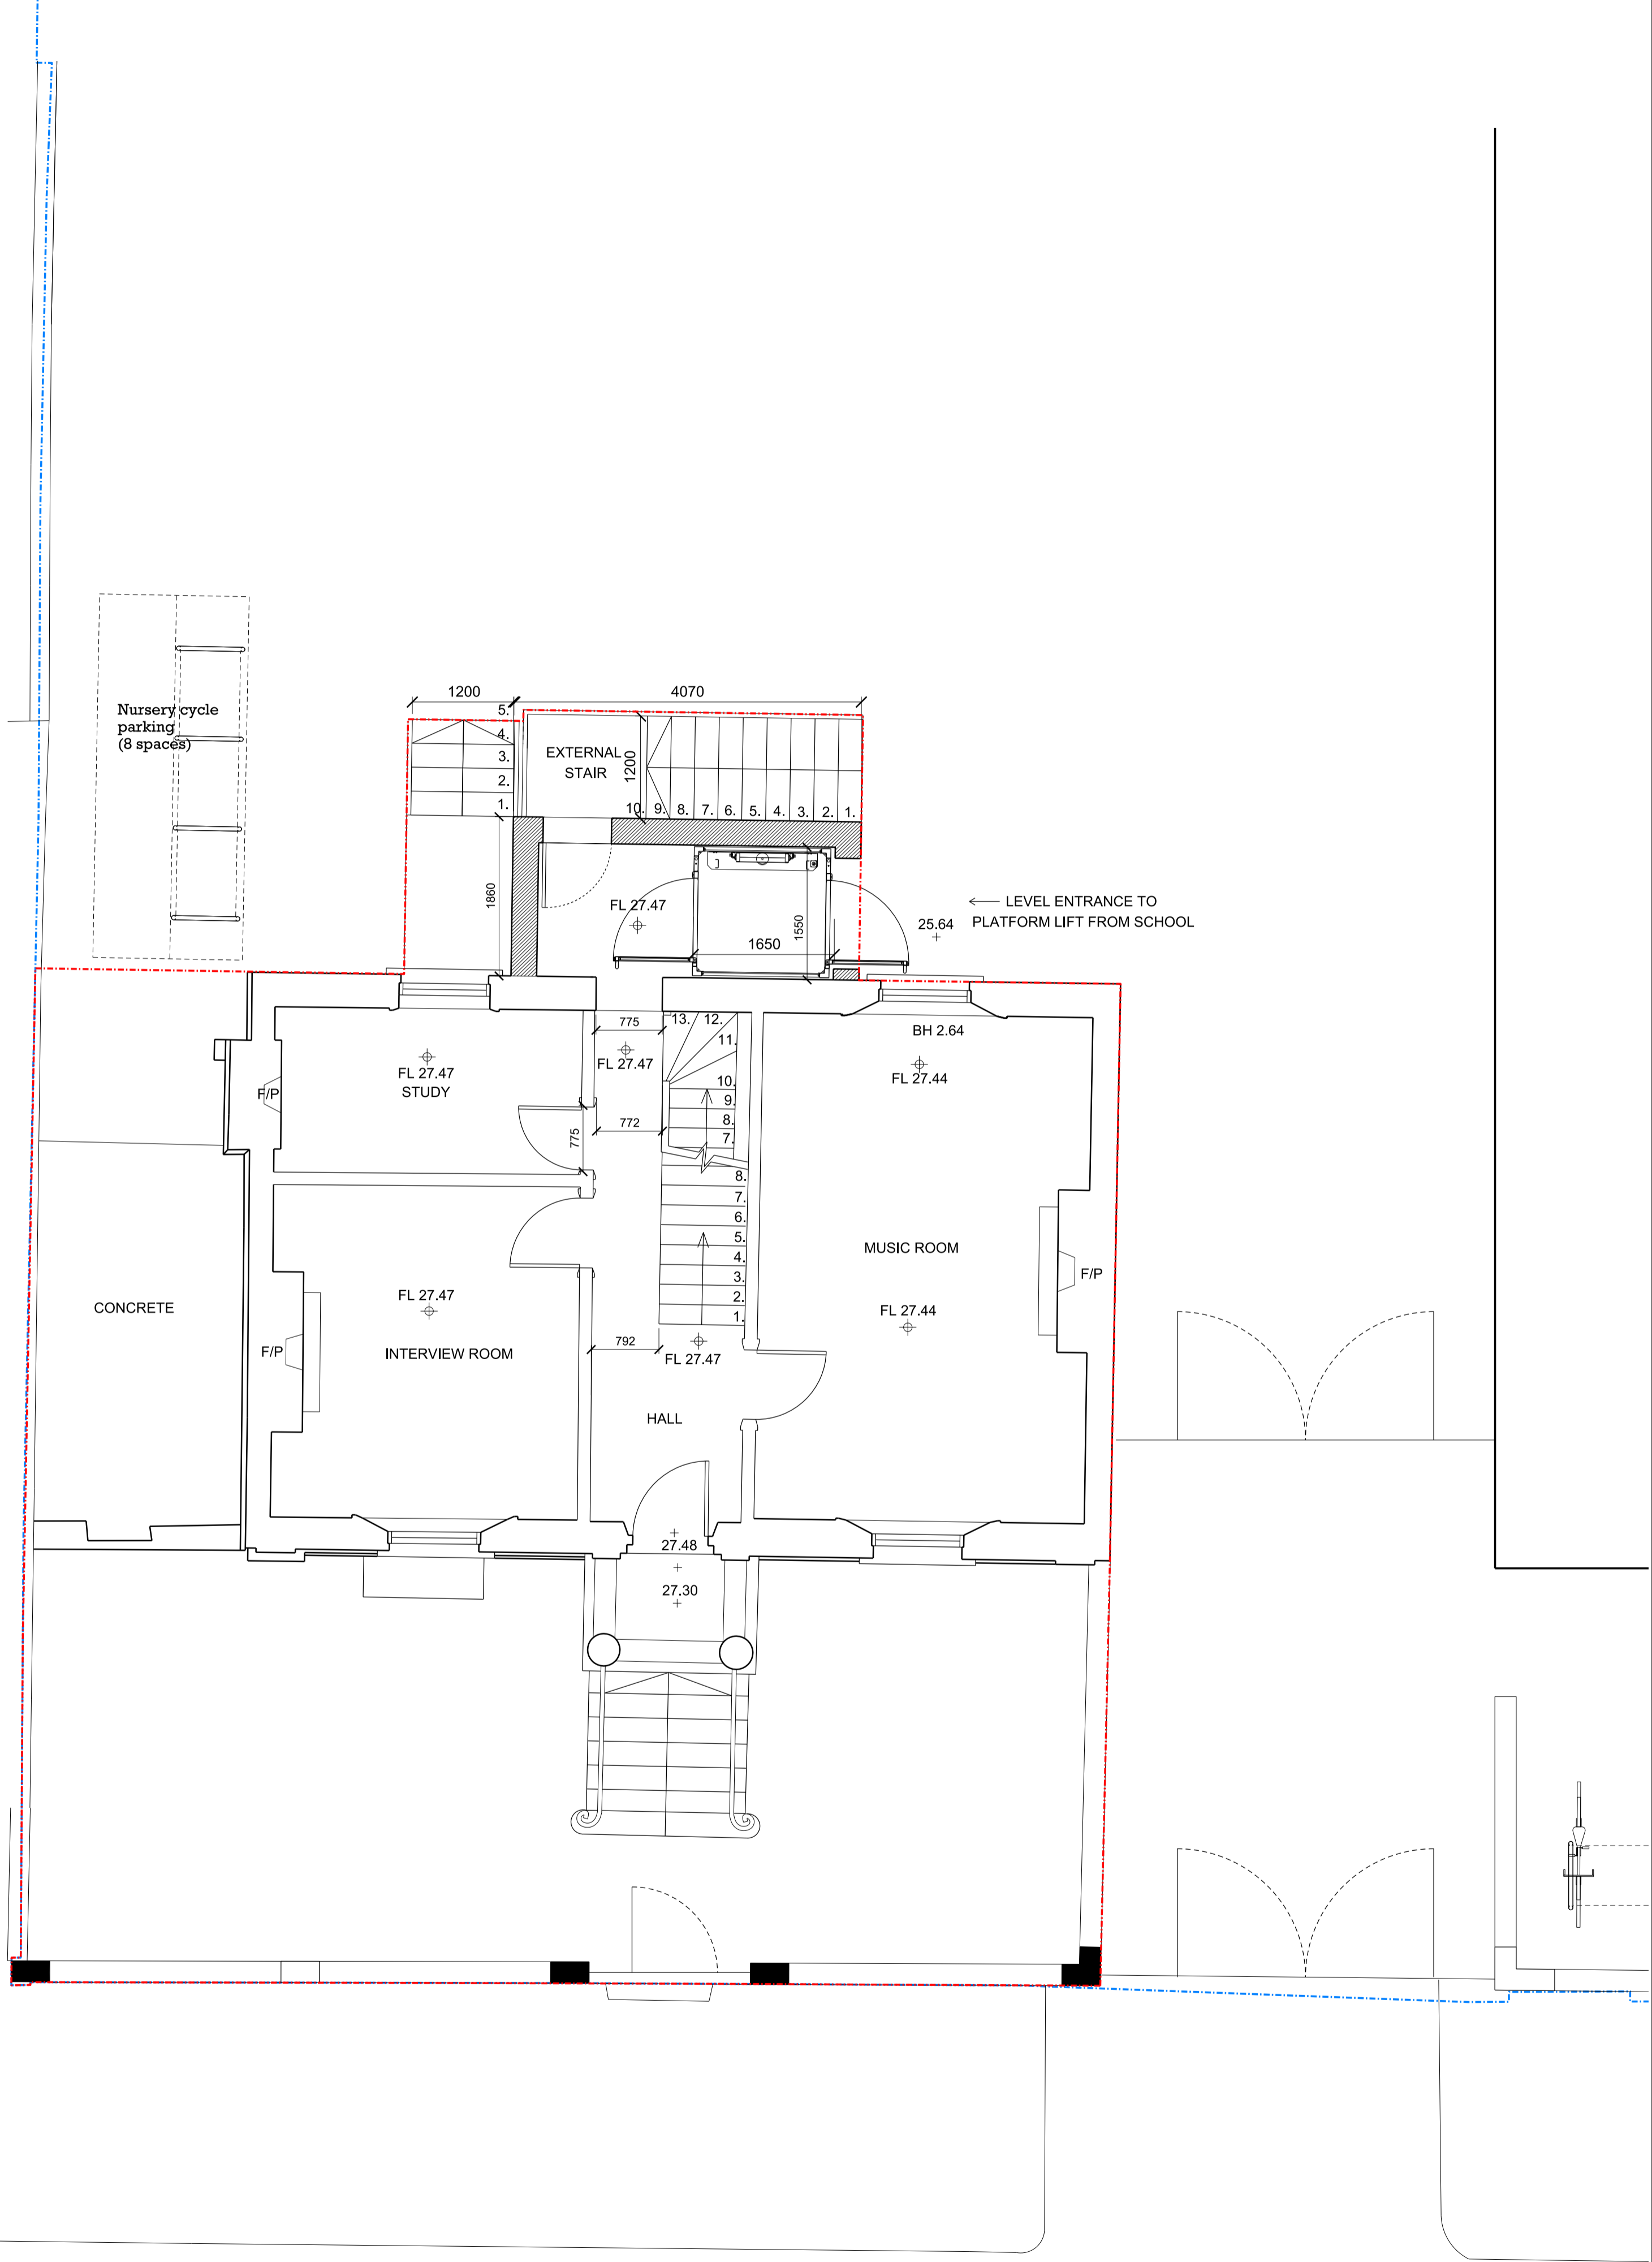 Nursery cycle
parking
(8 spaces)
1200
4070
5.
4.
3.
2.
1.
EXTERNAL
STAIR
1200
10. 9. 8. 7. 6. 5. 4. 3. 2. 1.
1860
FL 27.47
1650
1550
25.64
LEVEL ENTRANCE TO
PLATFORM LIFT FROM SCHOOL
F/P
FL 27.47
STUDY
775
FL 27.47
772
775
13. 12.
11.
10.
9.
8.
7.
8.
7.
6.
5.
4.
3.
2.
1.
BH 2.64
FL 27.44
MUSIC ROOM
F/P
FL 27.44
CONCRETE
F/P
FL 27.47
INTERVIEW ROOM
792
FL 27.47
HALL
27.48
27.30